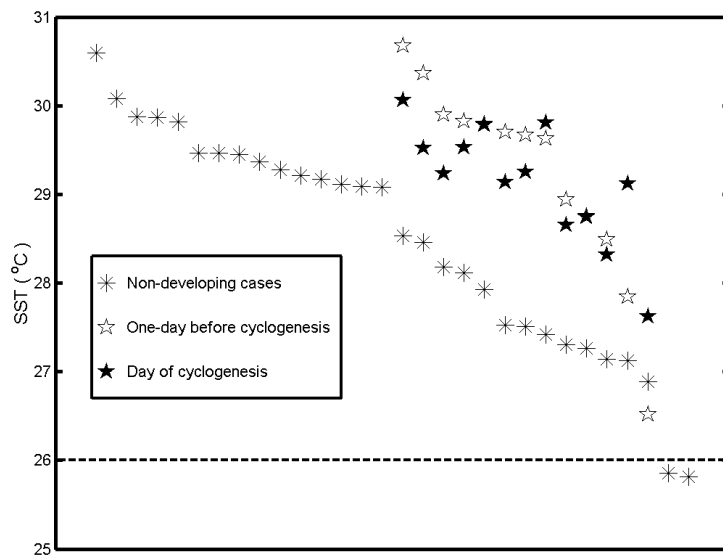 31
30
29
28
27
26
25
SST ( °C)
Non-developing cases
One-day before cyclogenesis
Day of cyclogenesis